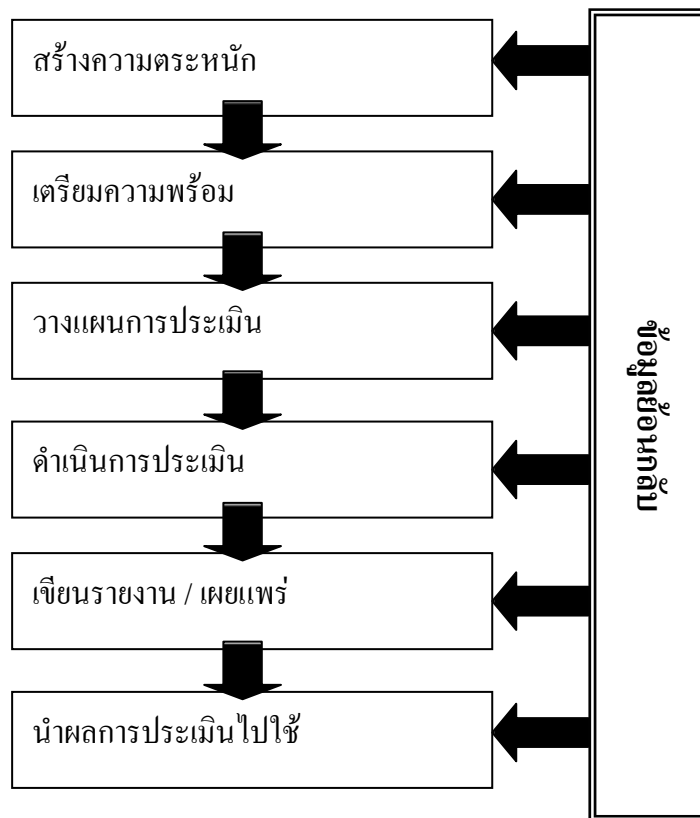 สร้างความตระหนัก
เตรียมความพร้อม
วางแผนการประเมิน
ดำเนินการประเมิน
เขียนรายงาน / เผยแพร่
นำผลการประเมินไปใช้
ข้อมูลย้อนกลับ